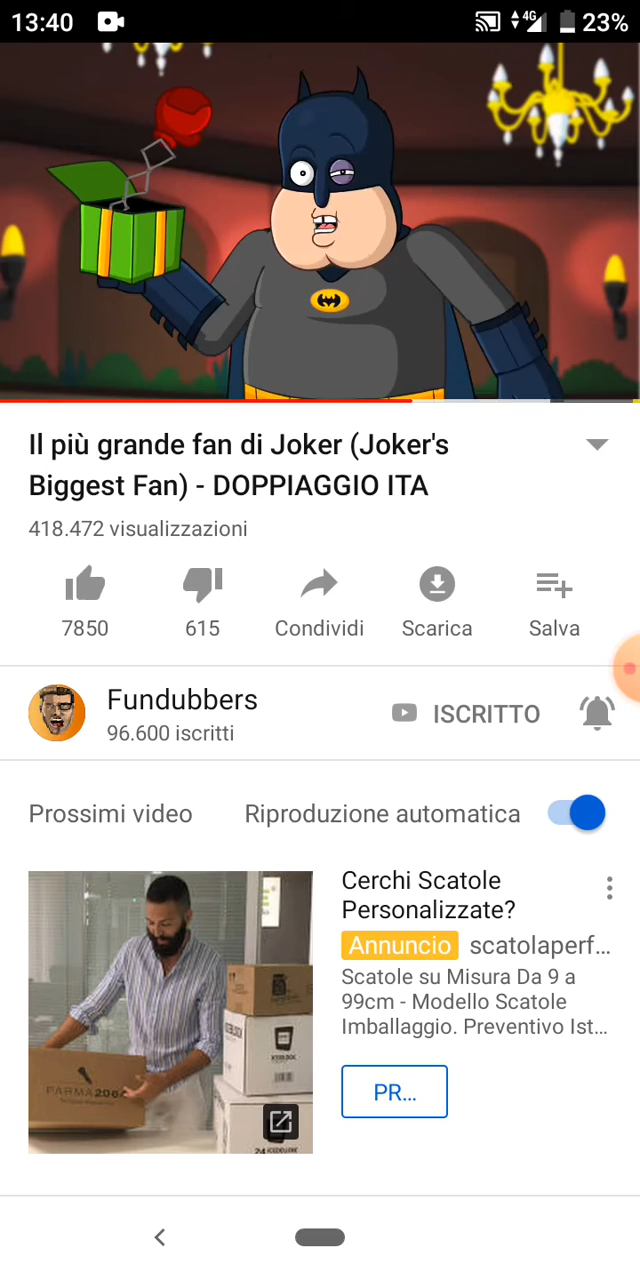 13:40
4G
23%
Il più grande fan di Joker (Joker's
Biggest Fan) - DOPPIAGGIO ITA
418.472 visualizzazioni
7850
615
Condividi
Scarica
Salva
Fundubbers
96.600 iscritti
ISCRITTO
Prossimi video
Riproduzione automatica
Cerchi Scatole
Personalizzate?
Annuncio scatolaperf...
Scatole su Misura Da 9 a
99cm - Modello Scatole
Imballaggio. Preventivo Ist...
PR...
PARMA206